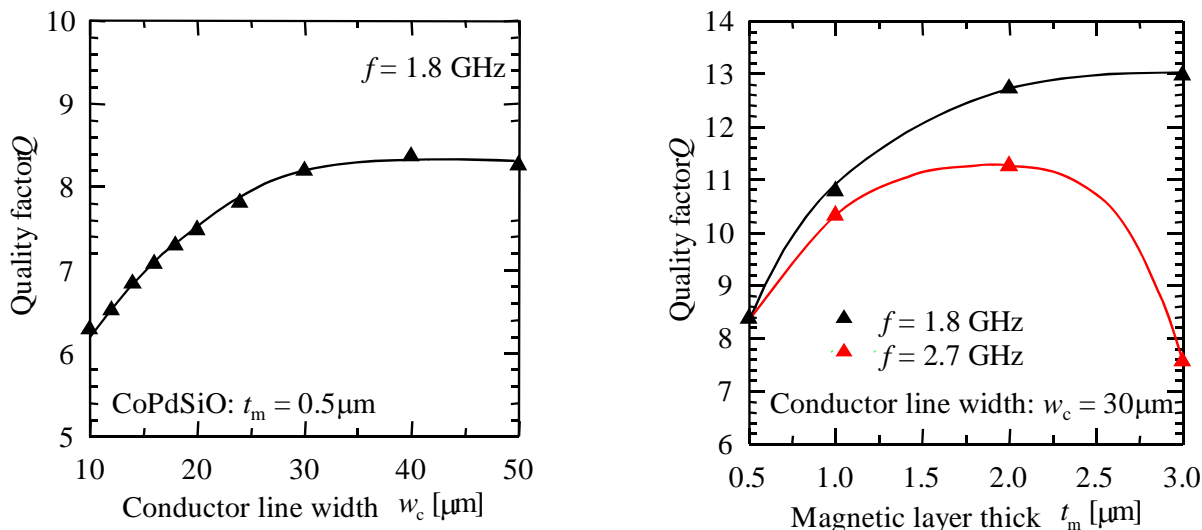 10
9
8
7
6
5
Quality factorQ
f = 1.8 GHz
CoPdSiO: tm = 0.5μm
10 20 30 40 50
Conductor line width wc [μm]
14
13
12
11
10
9
8
7
6
Quality factorQ
f = 1.8 GHz
f = 2.7 GHz
Conductor line width: wc = 30μm
0.5 1.0 1.5 2.0 2.5 3.0
Magnetic layer thick tm [μm]